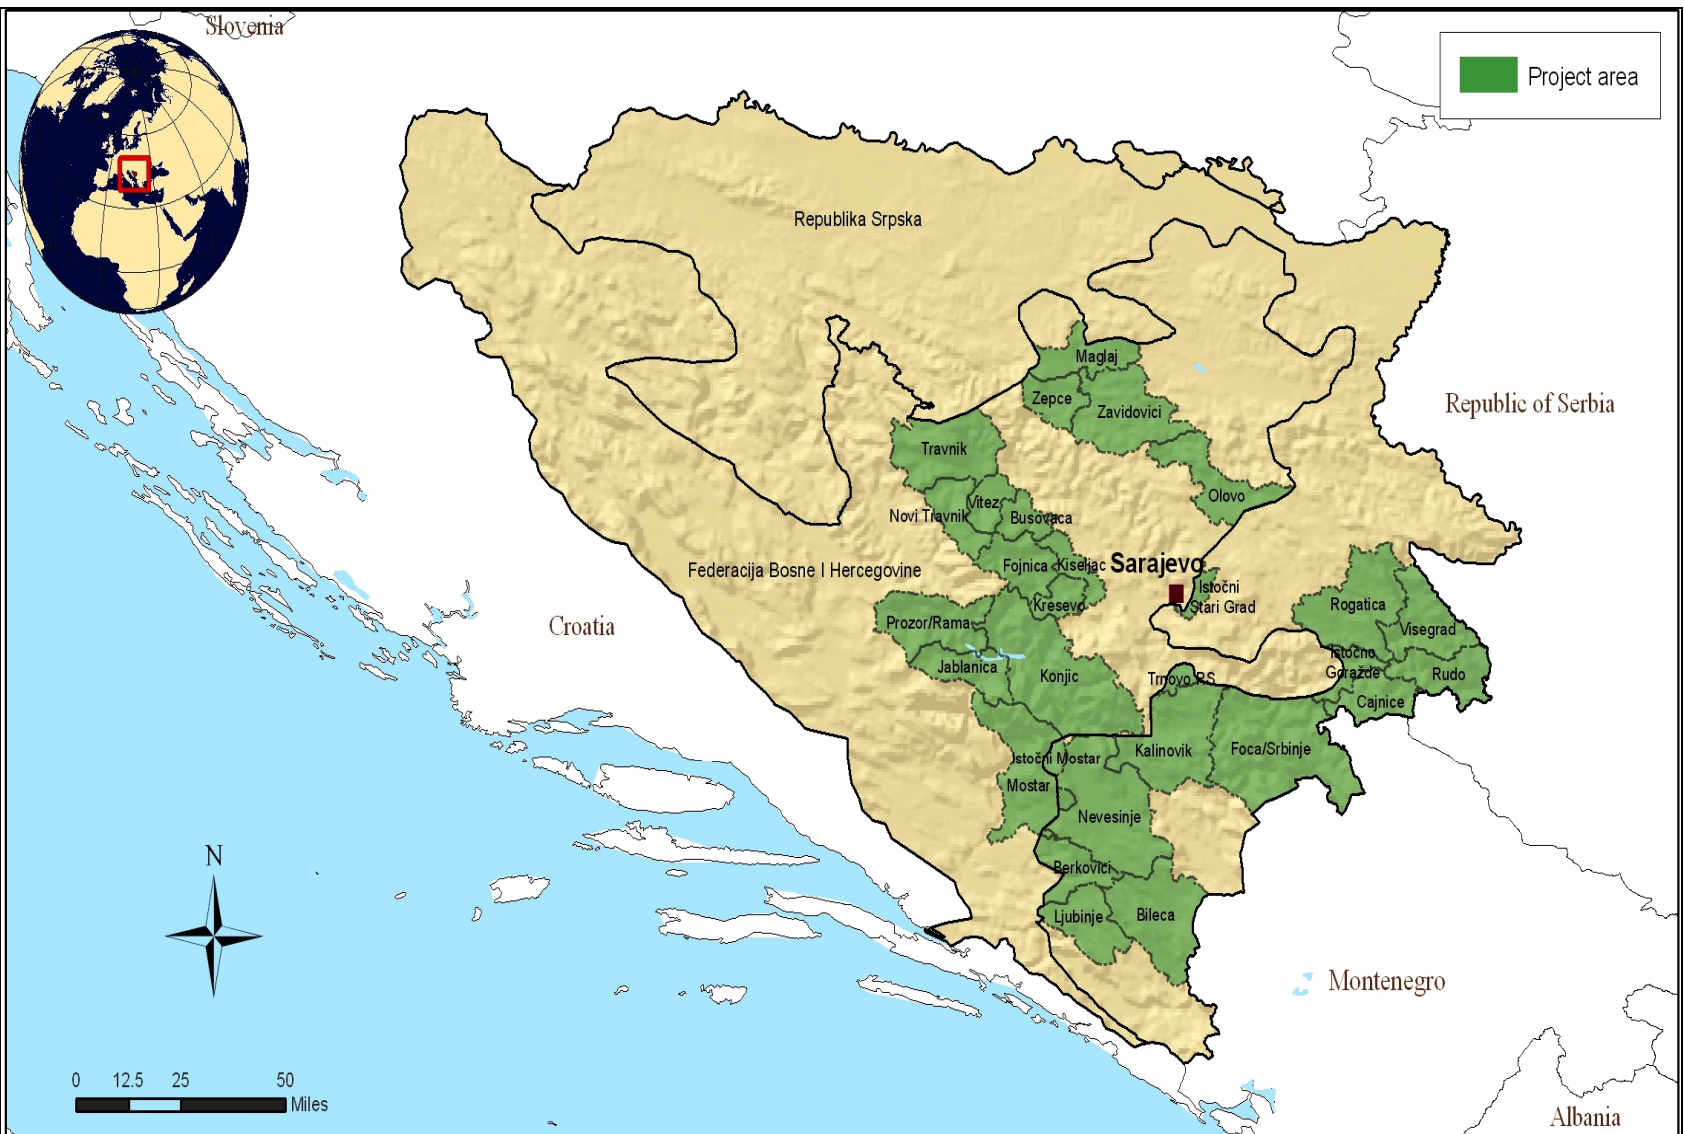 Slovenia
Project area
Republika Srpska
Maglaj
Zepce
Zavidovici
Republic of Serbia
Travnik
Olovo
Vitez
Novi Travnik
Busovaca
Federacija Bosne I Hercegovine
Fojnica
Kiseljac
Sarajevo
Istočni
Stari Grad
Kresevo
Rogatica
Croatia
Prozor/Rama
Visegrad
Jablanica
Konjic
Trnovo RS
Istočno
Goražde
Rudo
Cajnice
Istočni Mostar
Kalinovik
Foca/Srbinje
Mostar
Nevesinje
N
Berkovici
Ljubinje
Bileca
Montenegro
0 12.5 25 50
Miles
Albania